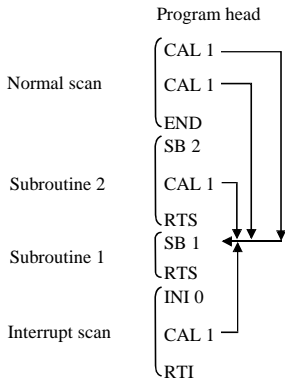 Program head
CAL 1
Normal scan
CAL 1
END
SB 2
Subroutine 2
CAL 1
RTS
SB 1
Subroutine 1
RTS
INI 0
Interrupt scan
CAL 1
RTI